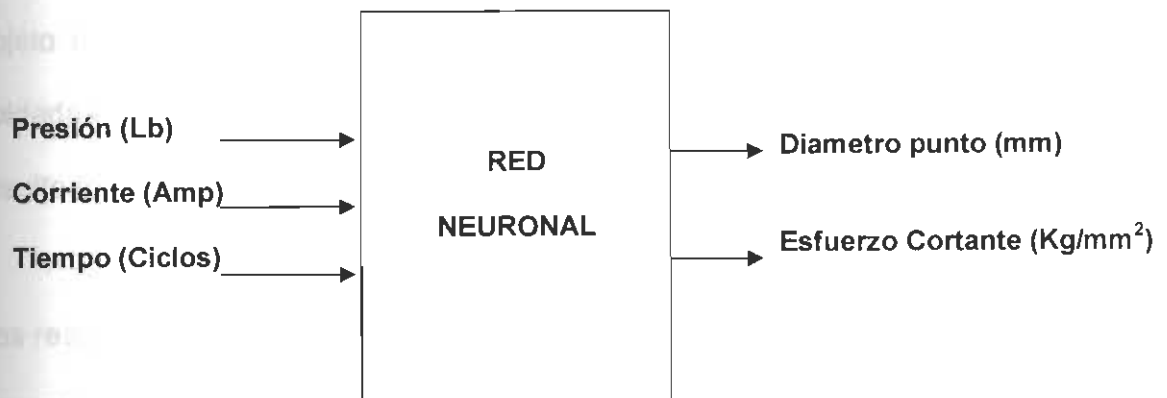 Presión (Lb)
Corriente (Amp)
Tiempo (Ciclos)
RED
NEURONAL
Diametro punto (mm)
Esfuerzo Cortante (Kg/mm²)